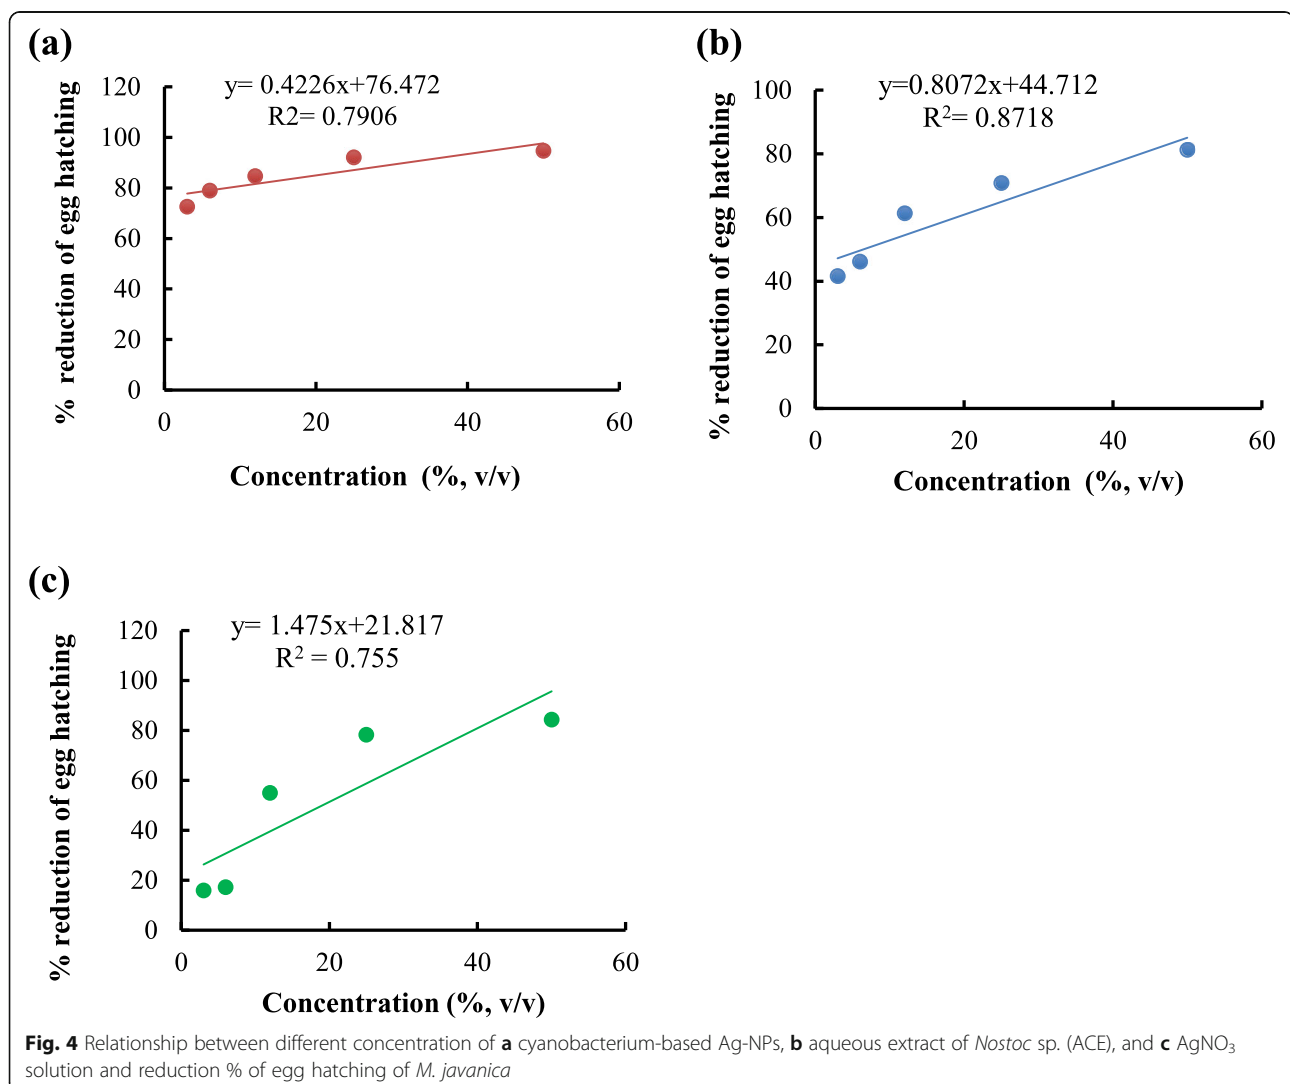 (a)
y= 0.4226x+76.472
R2= 0.7906
% reduction of egg hatching
120
100
80
60
40
20
0
0 20 40 60
Concentration (%, v/v)
(b)
y=0.8072x+44.712
R²= 0.8718
% reduction of egg hatching
100
80
60
40
20
0
0 20 40 60
Concentration (%, v/v)
(c)
y= 1.475x+21.817
R² = 0.755
% reduction of egg hatching
120
100
80
60
40
20
0
0 20 40 60
Concentration (%, v/v)
Fig. 4 Relationship between different concentration of a cyanobacterium-based Ag-NPs, b aqueous extract of Nostoc sp. (ACE), and c AgNO₃
solution and reduction % of egg hatching of M. javanica